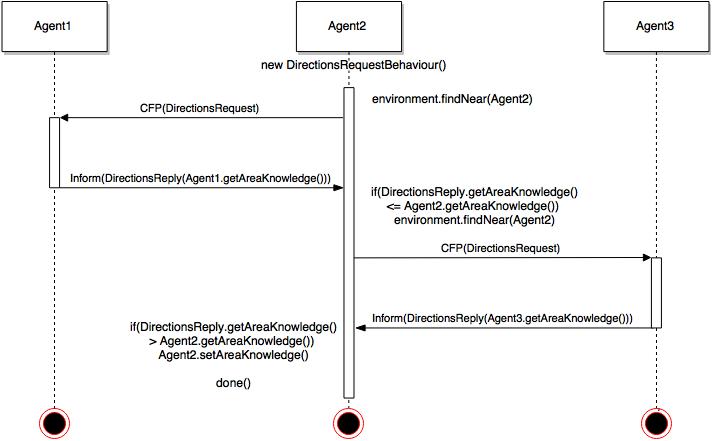 Agent1
Agent2
Agent3
new DirectionsRequestBehaviour()
environment.findNear(Agent2)
CFP(DirectionsRequest)
Inform(DirectionsReply(Agent1.getAreaKnowledge()))
if(DirectionsReply.getAreaKnowledge()
<= Agent2.getAreaKnowledge())
environment.findNear(Agent2)
CFP(DirectionsRequest)
Inform(DirectionsReply(Agent3.getAreaKnowledge()))
if(DirectionsReply.getAreaKnowledge()
> Agent2.getAreaKnowledge())
Agent2.setAreaKnowledge()
done()